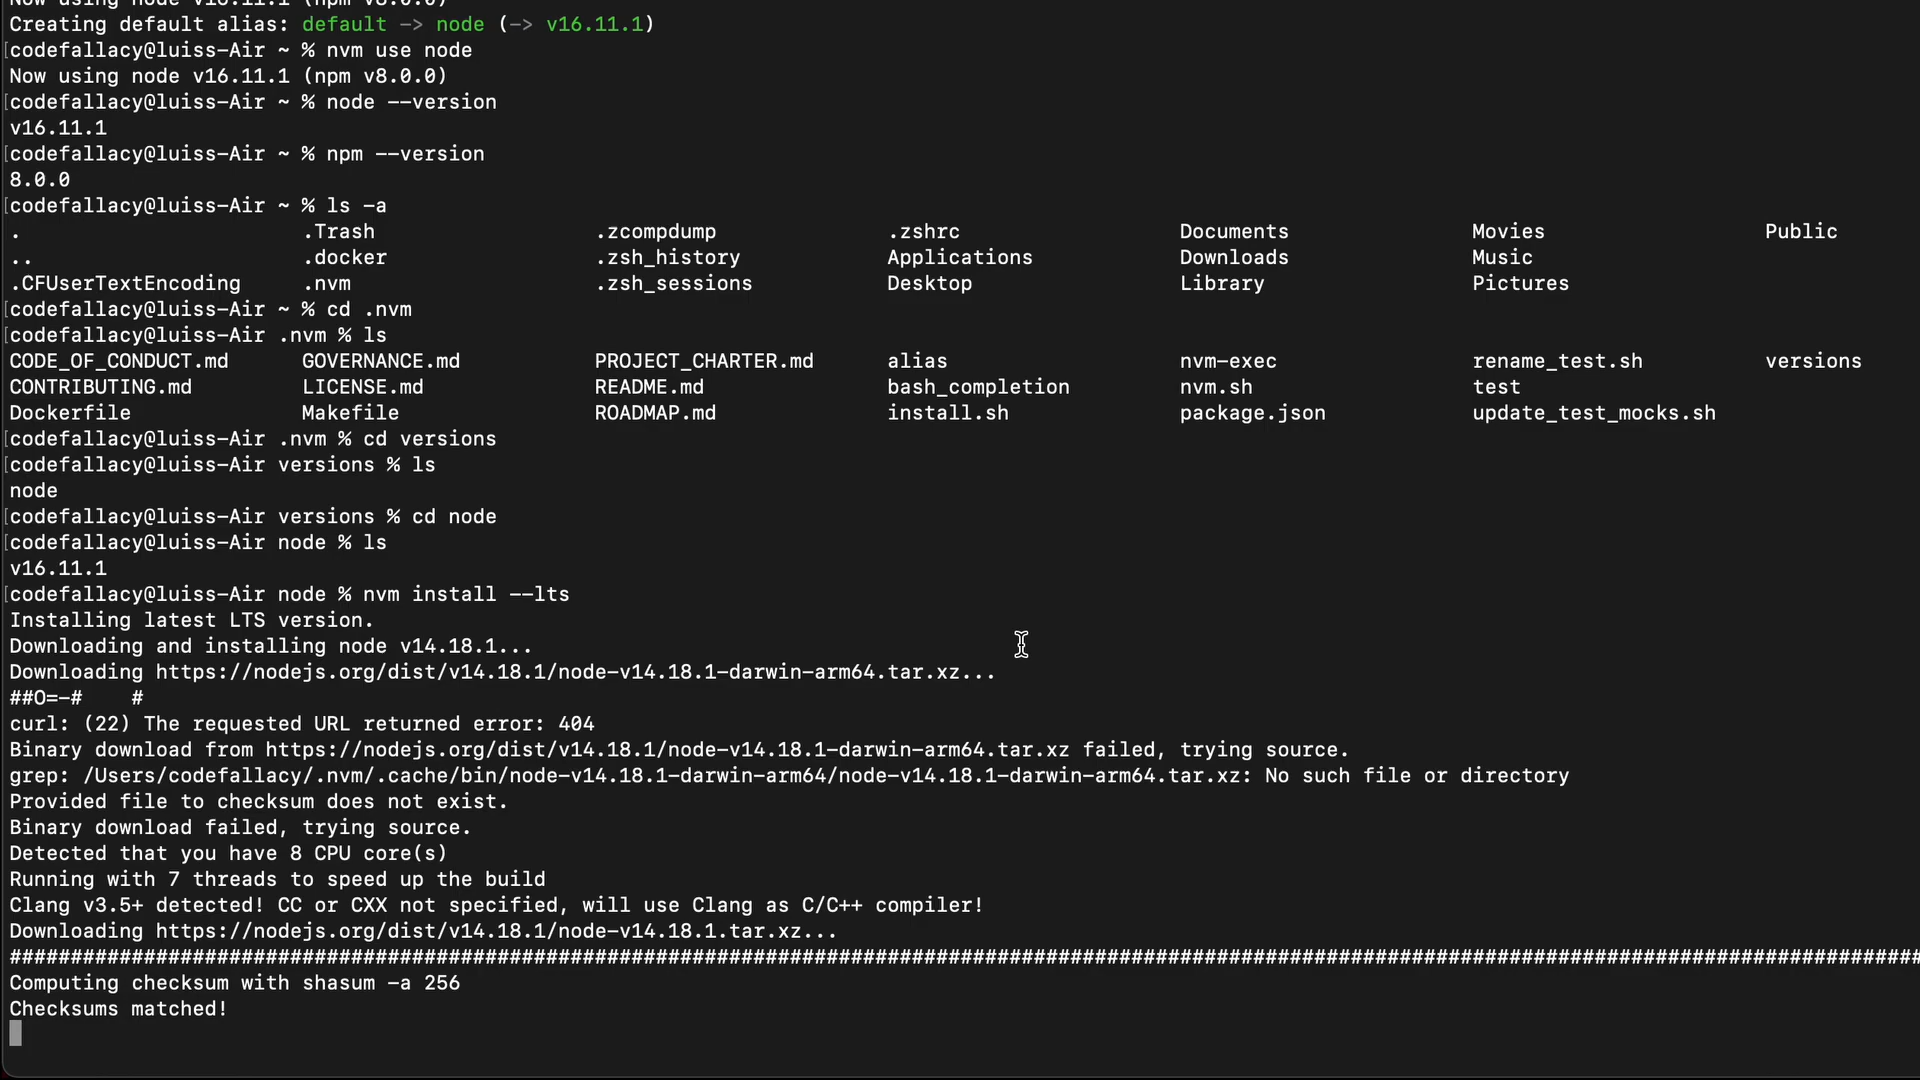 Now using node v16.11.1 (npm v8.0.0)
Creating default alias: default -> node (-> v16.11.1)
[codefallacy@luiss-Air ~ % nvm use node
Now using node v16.11.1 (npm v8.0.0)
[codefallacy@luiss-Air ~ % node --version
v16.11.1
[codefallacy@luiss-Air ~ % npm --version
8.0.0
[codefallacy@luiss-Air ~ % ls -a
. .Trash .zcompdump .zshrc Documents Movies Public
.. .docker .zsh_history Applications Downloads Music
.CFUserTextEncoding .nvm .zsh_sessions Desktop Library Pictures
[codefallacy@luiss-Air ~ % cd .nvm
[codefallacy@luiss-Air .nvm % ls
CODE_OF_CONDUCT.md GOVERNANCE.md PROJECT_CHARTER.md alias nvm-exec rename_test.sh versions
CONTRIBUTING.md LICENSE.md README.md bash_completion nvm.sh test
Dockerfile Makefile ROADMAP.md install.sh package.json update_test_mocks.sh
[codefallacy@luiss-Air .nvm % cd versions
[codefallacy@luiss-Air versions % ls
node
[codefallacy@luiss-Air versions % cd node
[codefallacy@luiss-Air node % ls
v16.11.1
[codefallacy@luiss-Air node % nvm install --lts
Installing latest LTS version.
Downloading and installing node v14.18.1...
Downloading https://nodejs.org/dist/v14.18.1/node-v14.18.1-darwin-arm64.tar.xz...
##O=-# #
curl: (22) The requested URL returned error: 404
Binary download from https://nodejs.org/dist/v14.18.1/node-v14.18.1-darwin-arm64.tar.xz failed, trying source.
grep: /Users/codefallacy/.nvm/.cache/bin/node-v14.18.1-darwin-arm64/node-v14.18.1-darwin-arm64.tar.xz: No such file or directory
Provided file to checksum does not exist.
Binary download failed, trying source.
Detected that you have 8 CPU core(s)
Running with 7 threads to speed up the build
Clang v3.5+ detected! CC or CXX not specified, will use Clang as C/C++ compiler!
Downloading https://nodejs.org/dist/v14.18.1/node-v14.18.1.tar.xz...
#############################################################################################################################################################
Computing checksum with shasum -a 256
Checksums matched!